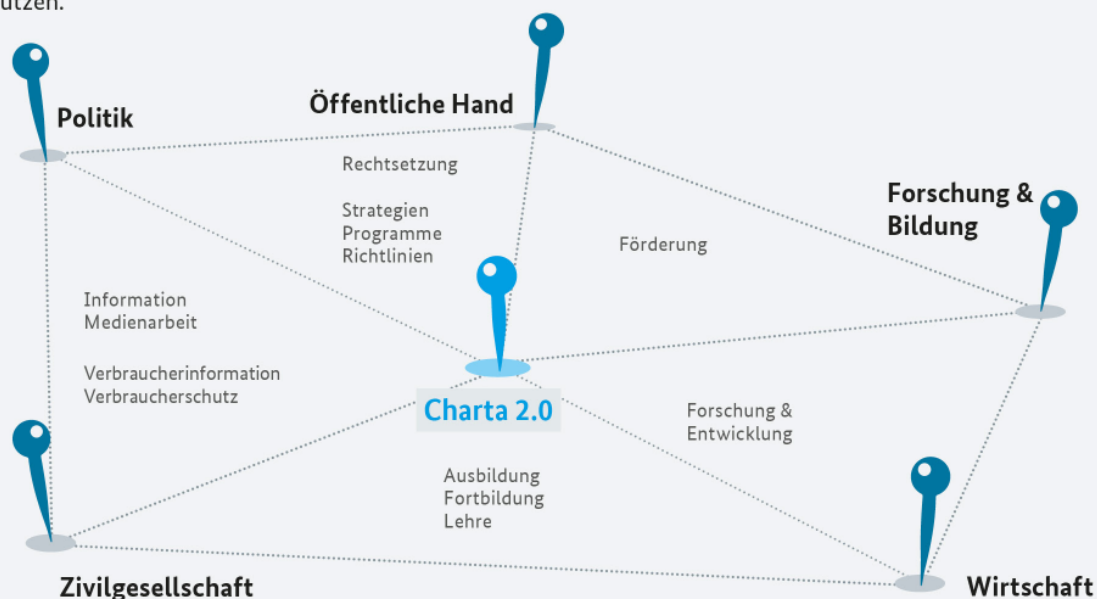 Politik
Öffentliche Hand
Rechtsetzung
Strategien
Programme
Richtlinien
Förderung
Forschung &
Bildung
Information
Medienarbeit
Verbraucherinformation
Verbraucherschutz
Charta 2.0
Forschung &
Entwicklung
Ausbildung
Fortbildung
Lehre
Zivilgesellschaft
Wirtschaft